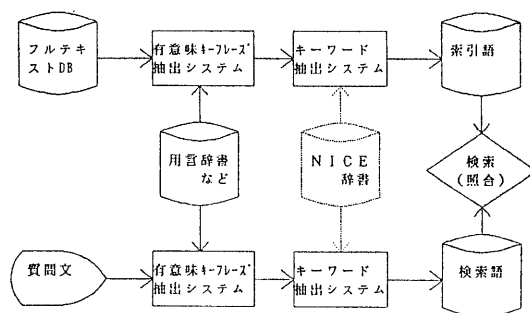 フルテキ
ストDB
有意味キーフレーズ
抽出システム
キーワード
抽出システム
索引語
用言辞書
など
NICE
辞書
検索
(照合)
質問文
有意味キーフレーズ
抽出システム
キーワード
抽出システム
検索語